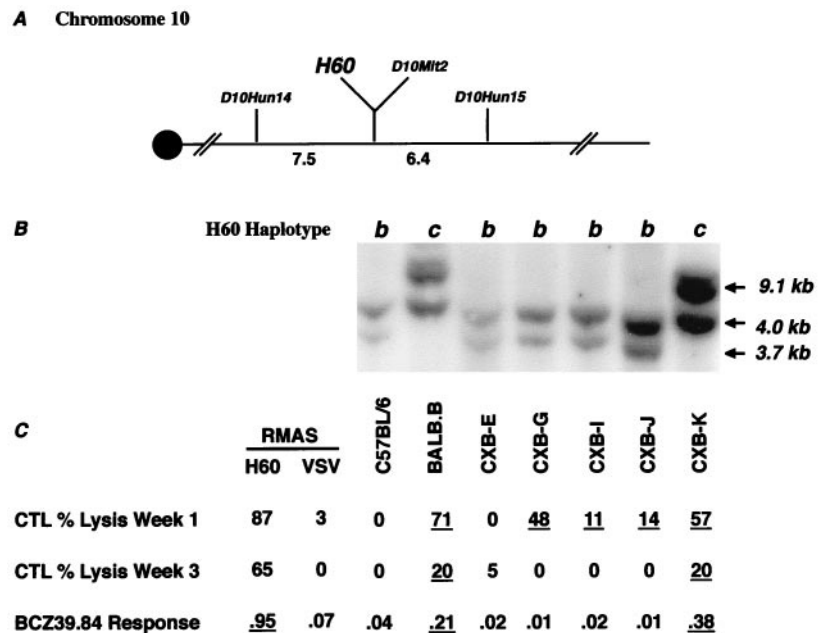 A Chromosome 10
H60 D10Mit2
D10Hun14 D10Hun15
7.5 6.4
B H60 Haplotype b c b b b b c
9.1 kb
4.0 kb
3.7 kb
C RMAS C57BL/6 BALB.B CXB-E CXB-G CXB-I CXB-J CXB-K
H60 VSV
CTL % Lysis Week 1 87 3 0 71 0 48 11 14 57
CTL % Lysis Week 3 65 0 0 20 5 0 0 0 20
BCZ39.84 Response .95 .07 .04 .21 .02 .01 .02 .01 .38